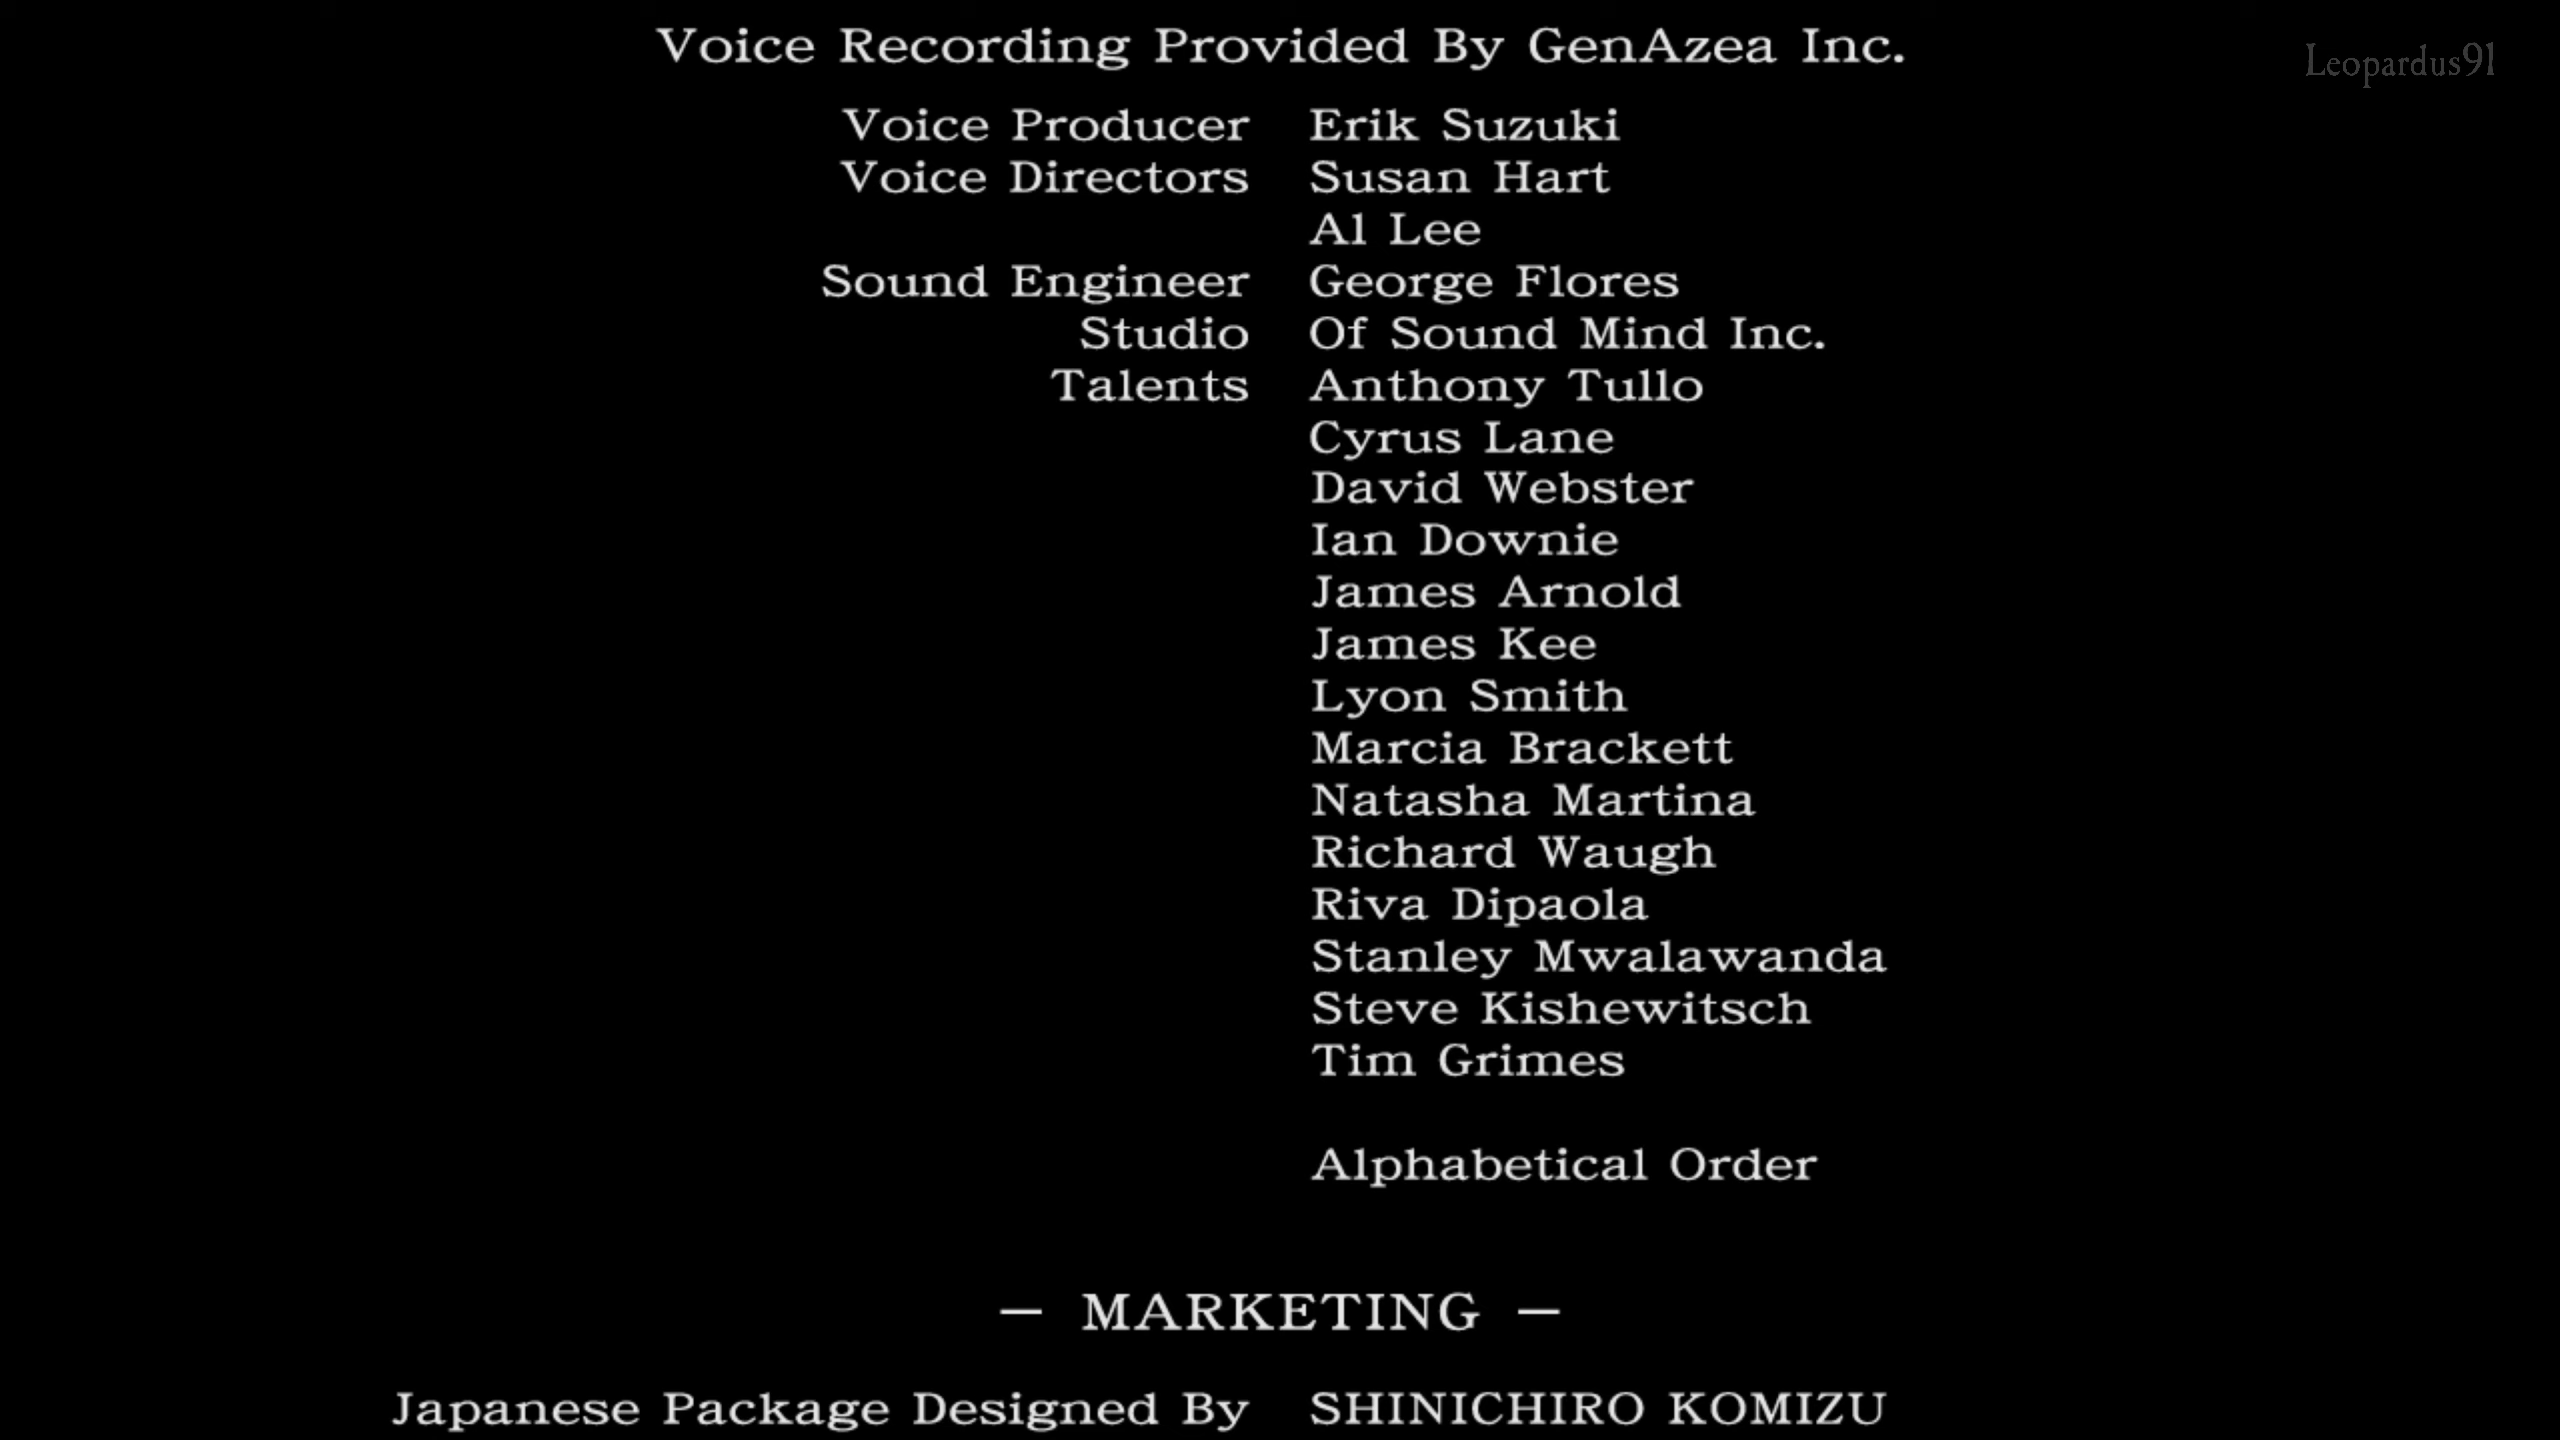 Voice Recording Provided By GenAzea Inc.
Leopardus91
Voice Producer Erik Suzuki
Voice Directors Susan Hart
Al Lee
Sound Engineer George Flores
Studio Of Sound Mind Inc.
Talents Anthony Tullo
Cyrus Lane
David Webster
Ian Downie
James Arnold
James Kee
Lyon Smith
Marcia Brackett
Natasha Martina
Richard Waugh
Riva Dipaola
Stanley Mwalawanda
Steve Kishewitsch
Tim Grimes
Alphabetical Order
— MARKETING —
Japanese Package Designed By SHINICHIRO KOMIZU